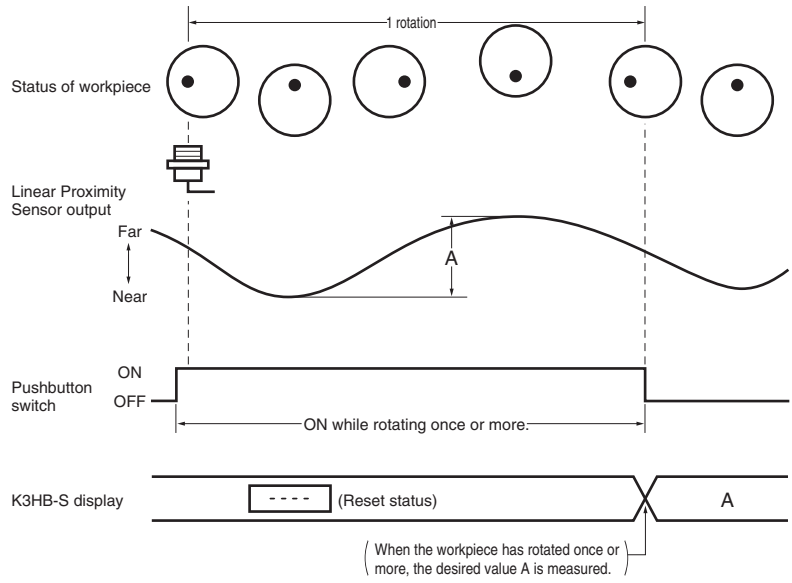 1 rotation
Status of workpiece
Linear Proximity
Sensor output
Far
A
Near
ON
Pushbutton
switch
OFF
ON while rotating once or more.
K3HB-S display
- - - -
(Reset status)
A
(When the workpiece has rotated once or
more, the desired value A is measured.)